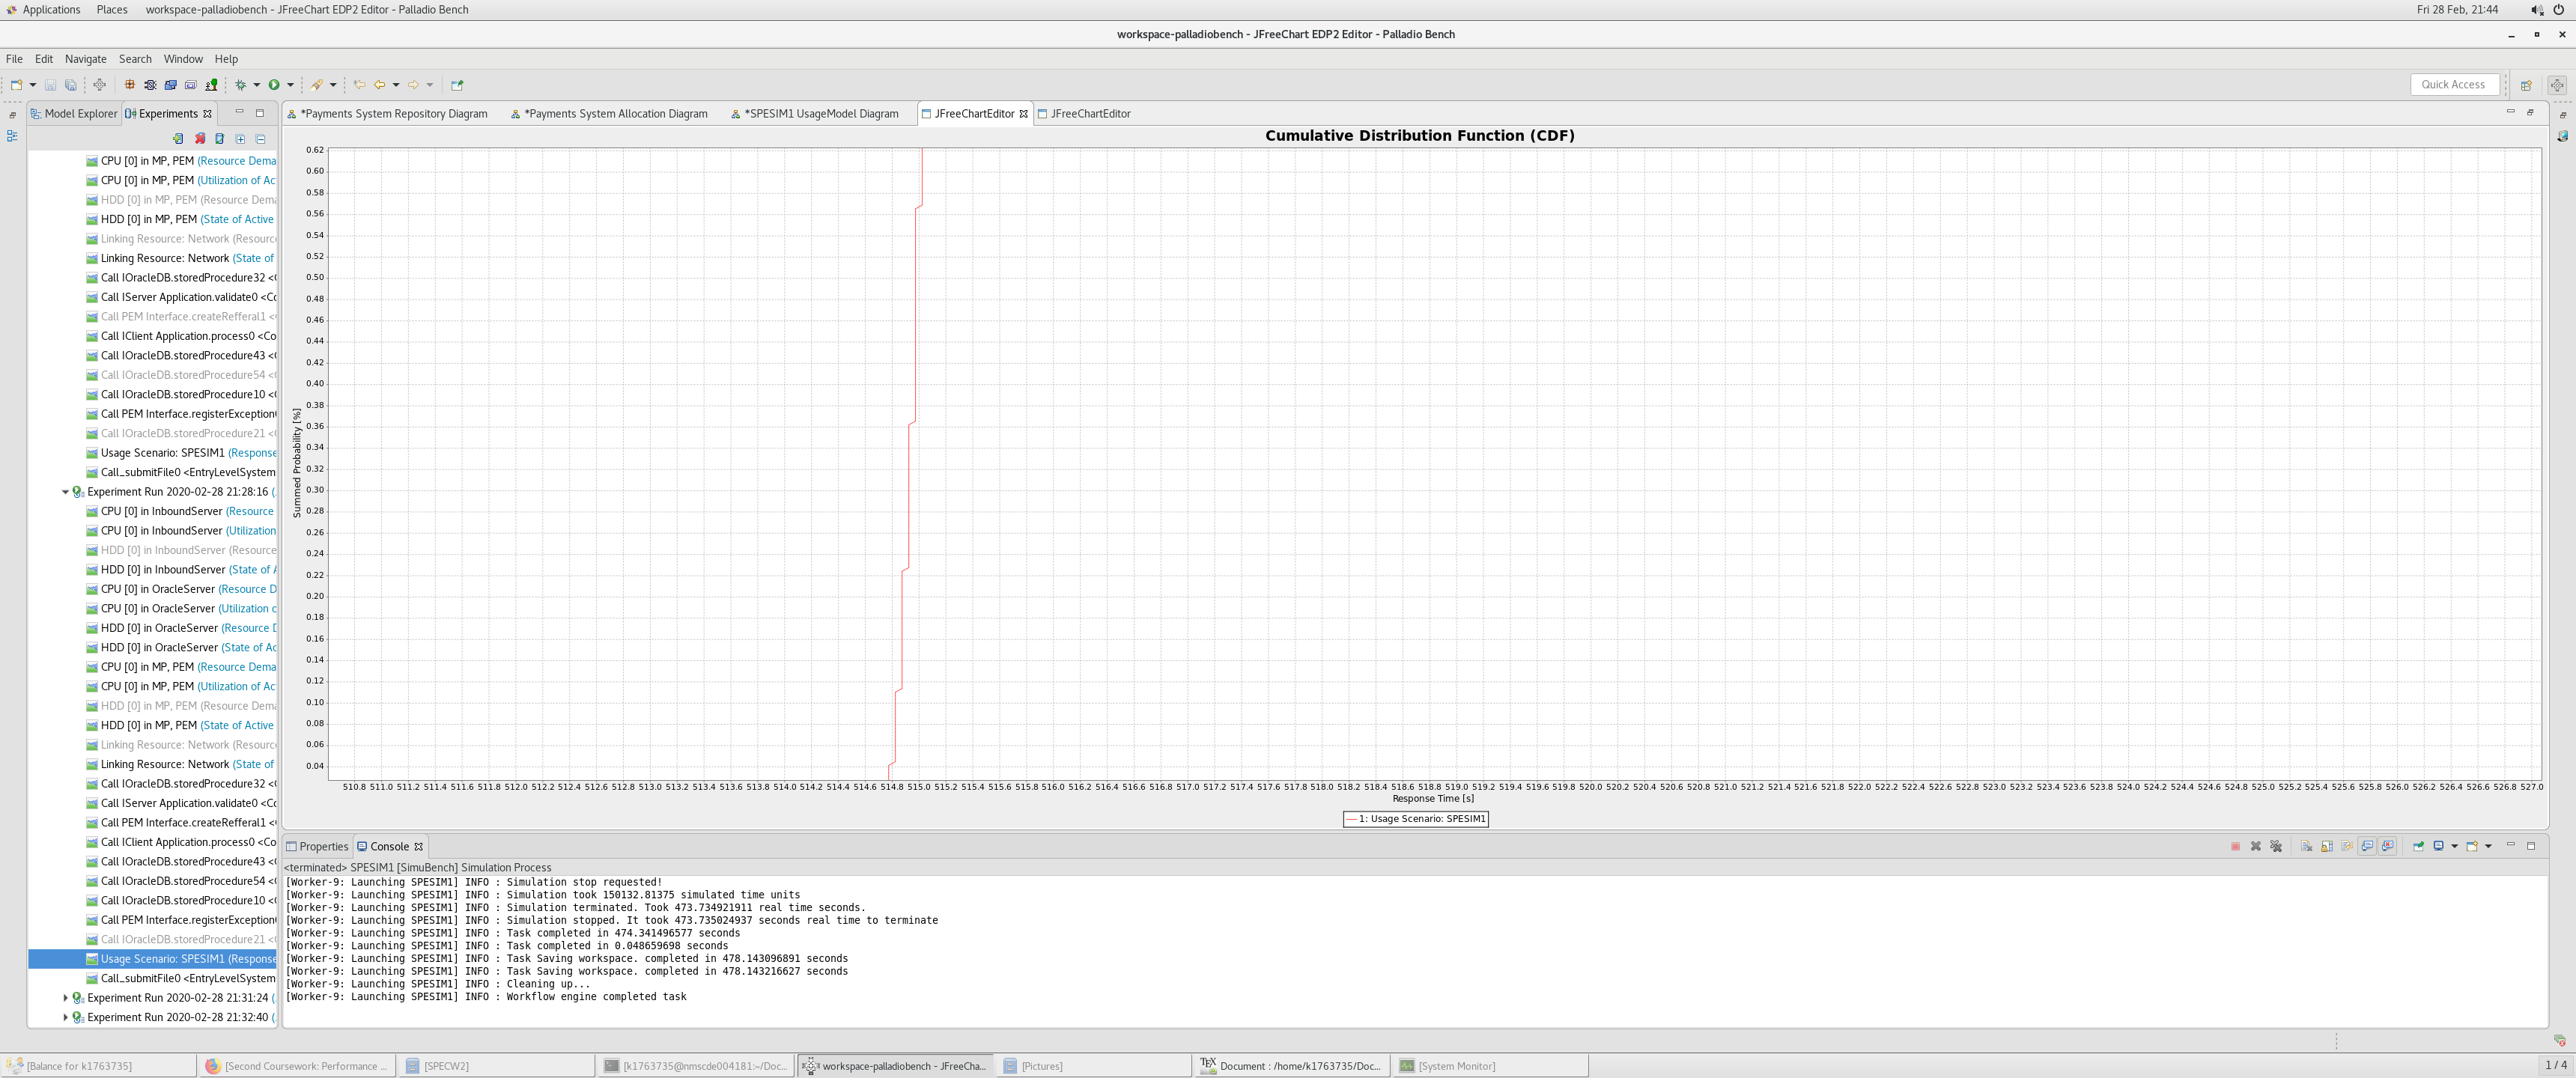 Applications Places workspace-palladiobench - JFreeChart EDP2 Editor - Palladio Bench Fri 28 Feb, 21:44
workspace-palladiobench - JFreeChart EDP2 Editor - Palladio Bench
File Edit Navigate Search Window Help
Quick Access
Model Explorer Experiments
CPU [0] in MP, PEM (Resource Dema
CPU [0] in MP, PEM (Utilization of Ac
HDD [0] in MP, PEM (Resource Dema
HDD [0] in MP, PEM (State of Active
Linking Resource: Network (Resourc
Linking Resource: Network (State of
Call IOracleDB.storedProcedure32 <C
Call IServer Application.validate0 <Co
Call PEM Interface.createRefferal1 <C
Call IClient Application.process0 <Co
Call IOracleDB.storedProcedure43 <C
Call IOracleDB.storedProcedure54 <C
Call IOracleDB.storedProcedure10 <C
Call PEM Interface.registerException
Call IOracleDB.storedProcedure21 <C
Usage Scenario: SPESIM1 (Response
Call_submitFile0 <EntryLevelSystem
Experiment Run 2020-02-28 21:28:16 (
CPU [0] in InboundServer (Resource
CPU [0] in InboundServer (Utilization
HDD [0] in InboundServer (Resource
HDD [0] in InboundServer (State of A
CPU [0] in OracleServer (Resource D
CPU [0] in OracleServer (Utilization o
HDD [0] in OracleServer (Resource D
HDD [0] in OracleServer (State of Ac
CPU [0] in MP, PEM (Resource Dema
CPU [0] in MP, PEM (Utilization of Ac
HDD [0] in MP, PEM (Resource Dema
HDD [0] in MP, PEM (State of Active
Linking Resource: Network (Resourc
Linking Resource: Network (State of
Call IOracleDB.storedProcedure32 <C
Call IServer Application.validate0 <Co
Call PEM Interface.createRefferal1 <C
Call IClient Application.process0 <Co
Call IOracleDB.storedProcedure43 <C
Call IOracleDB.storedProcedure54 <C
Call IOracleDB.storedProcedure10 <C
Call PEM Interface.registerException
Call IOracleDB.storedProcedure21 <C
Usage Scenario: SPESIM1 (Response
Call_submitFile0 <EntryLevelSystem
Experiment Run 2020-02-28 21:31:24 (
Experiment Run 2020-02-28 21:32:40 (
*Payments System Repository Diagram *Payments System Allocation Diagram *SPESIM1 UsageModel Diagram JFreeChartEditor JFreeChartEditor
Cumulative Distribution Function (CDF)
Summed Probability [%]
0.62
0.60
0.58
0.56
0.54
0.52
0.50
0.48
0.46
0.44
0.42
0.40
0.38
0.36
0.34
0.32
0.30
0.28
0.26
0.24
0.22
0.20
0.18
0.16
0.14
0.12
0.10
0.08
0.06
0.04
510.8 511.0 511.2 511.4 511.6 511.8 512.0 512.2 512.4 512.6 512.8 513.0 513.2 513.4 513.6 513.8 514.0 514.2 514.4 514.6 514.8 515.0 515.2 515.4 515.6 515.8 516.0 516.2 516.4 516.6 516.8 517.0 517.2 517.4 517.6 517.8 518.0 518.2 518.4 518.6 518.8 519.0 519.2 519.4 519.6 519.8 520.0 520.2 520.4 520.6 520.8 521.0 521.2 521.4 521.6 521.8 522.0 522.2 522.4 522.6 522.8 523.0 523.2 523.4 523.6 523.8 524.0 524.2 524.4 524.6 524.8 525.0 525.2 525.4 525.6 525.8 526.0 526.2 526.4 526.6 526.8 527.0
Response Time [s]
1: Usage Scenario: SPESIM1
Properties Console
<terminated> SPESIM1 [SimuBench] Simulation Process
[Worker-9: Launching SPESIM1] INFO : Simulation stop requested!
[Worker-9: Launching SPESIM1] INFO : Simulation took 150132.81375 simulated time units
[Worker-9: Launching SPESIM1] INFO : Simulation terminated. Took 473.734921911 real time seconds.
[Worker-9: Launching SPESIM1] INFO : Simulation stopped. It took 473.735024937 seconds real time to terminate
[Worker-9: Launching SPESIM1] INFO : Task completed in 474.341496577 seconds
[Worker-9: Launching SPESIM1] INFO : Task completed in 0.048659698 seconds
[Worker-9: Launching SPESIM1] INFO : Task Saving workspace. completed in 478.143096891 seconds
[Worker-9: Launching SPESIM1] INFO : Task Saving workspace. completed in 478.143216627 seconds
[Worker-9: Launching SPESIM1] INFO : Cleaning up...
[Worker-9: Launching SPESIM1] INFO : Workflow engine completed task
[Balance for k1763735] [Second Coursework: Performance ... [SPECW2] [k1763735@nmscde004181:~/Doc... workspace-palladiobench - JFreeCha... [Pictures] Document : /home/k1763735/Doc... [System Monitor] 1 / 4